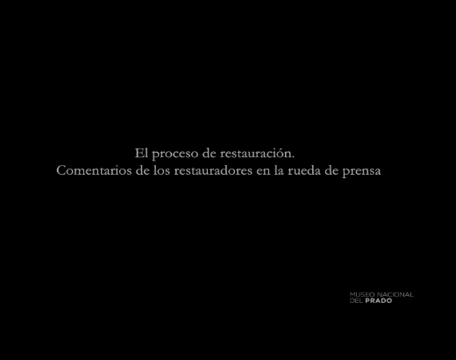 El proceso de restauración.
Comentarios de los restauradores en la rueda de prensa
MUSEO NACIONAL
DEL PRADO